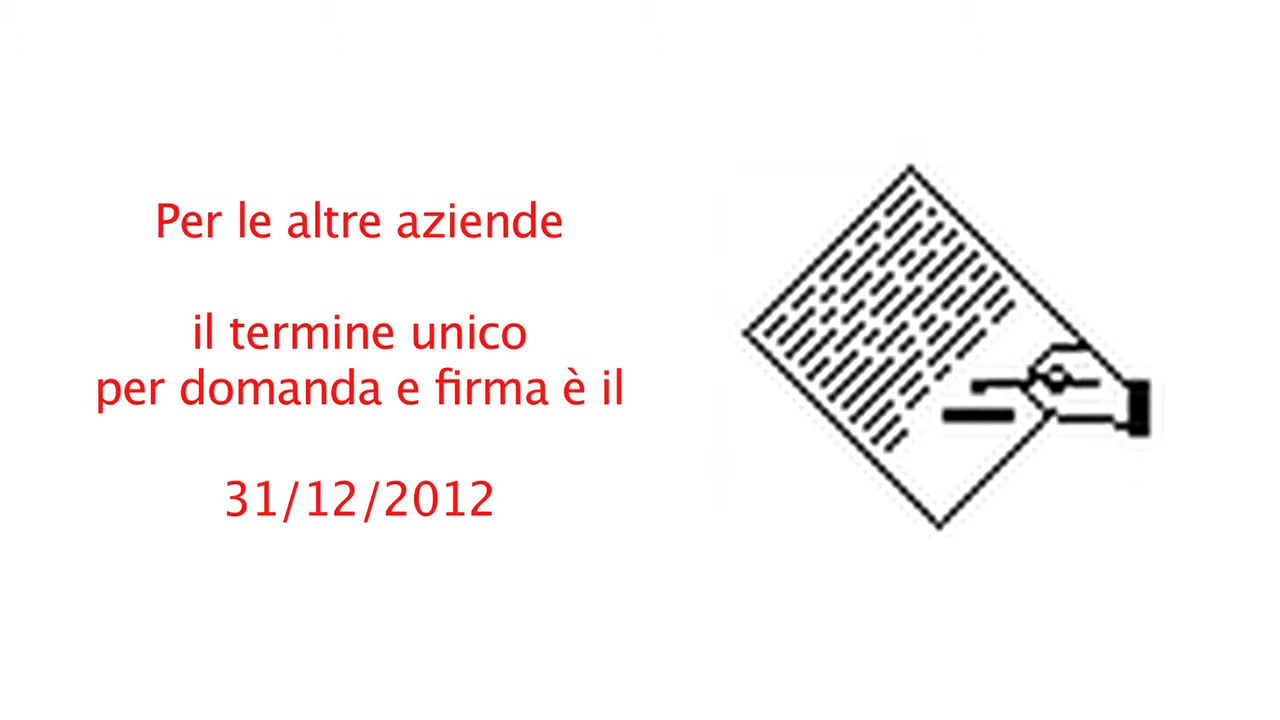 Per le altre aziende
il termine unico
per domanda e firma è il
31/12/2012